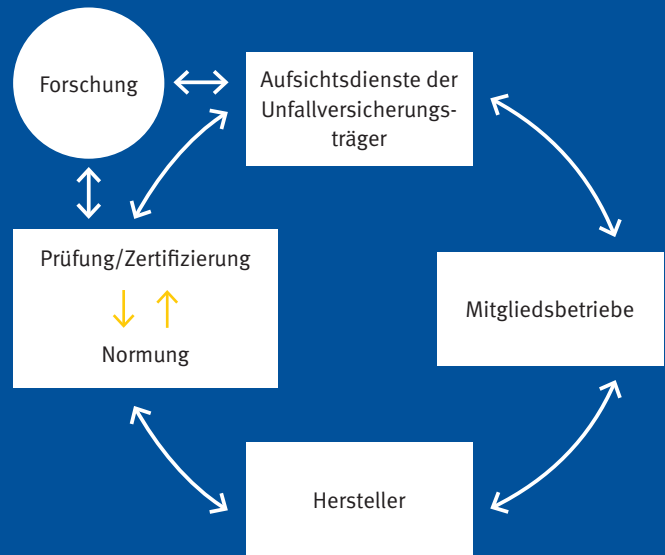 Forschung
Aufsichtsdienste der
Unfallversicherungs-
träger
Prüfung/Zertifizierung
Normung
Mitgliedsbetriebe
Hersteller